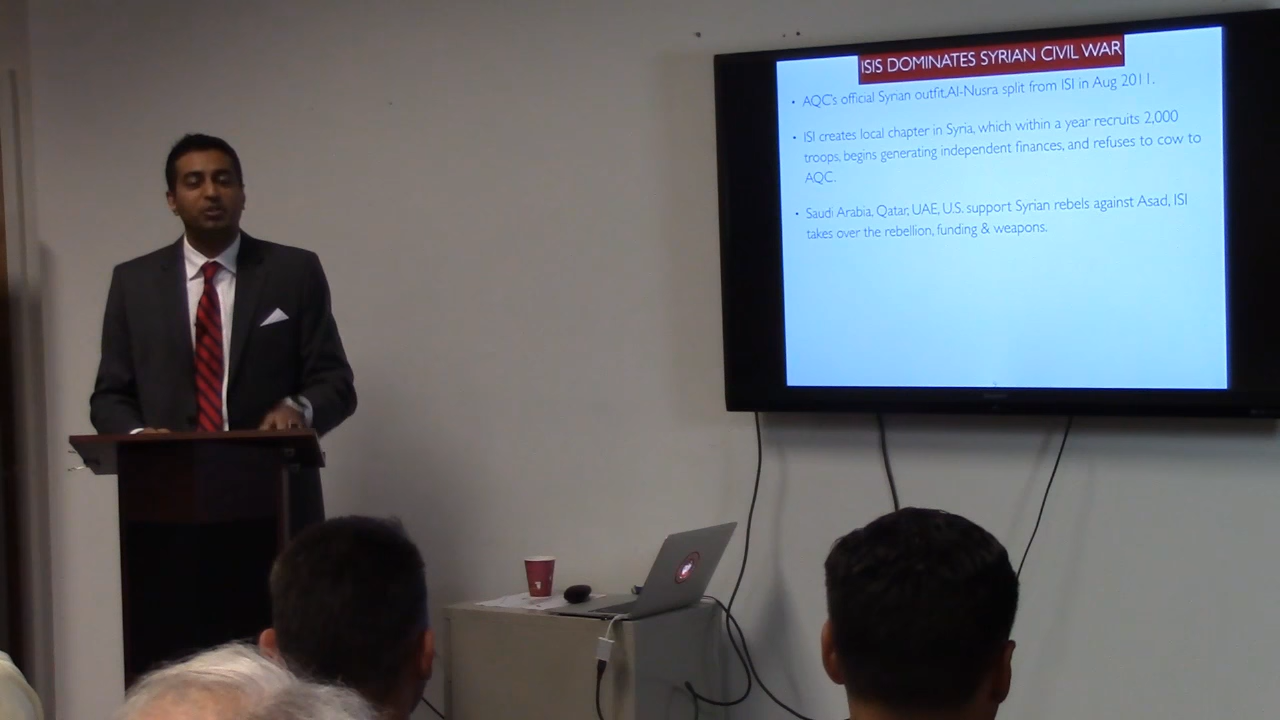 ISIS DOMINATES SYRIAN CIVIL WAR
• AQC's official Syrian outfit,Al-Nusra split from ISI in Aug 2011.
• ISI creates local chapter in Syria, which within a year recruits 2,000
troops, begins generating independent finances, and refuses to cow to
AQC.
• Saudi Arabia, Qatar, UAE, U.S. support Syrian rebels against Asad, ISI
takes over the rebellion, funding & weapons.